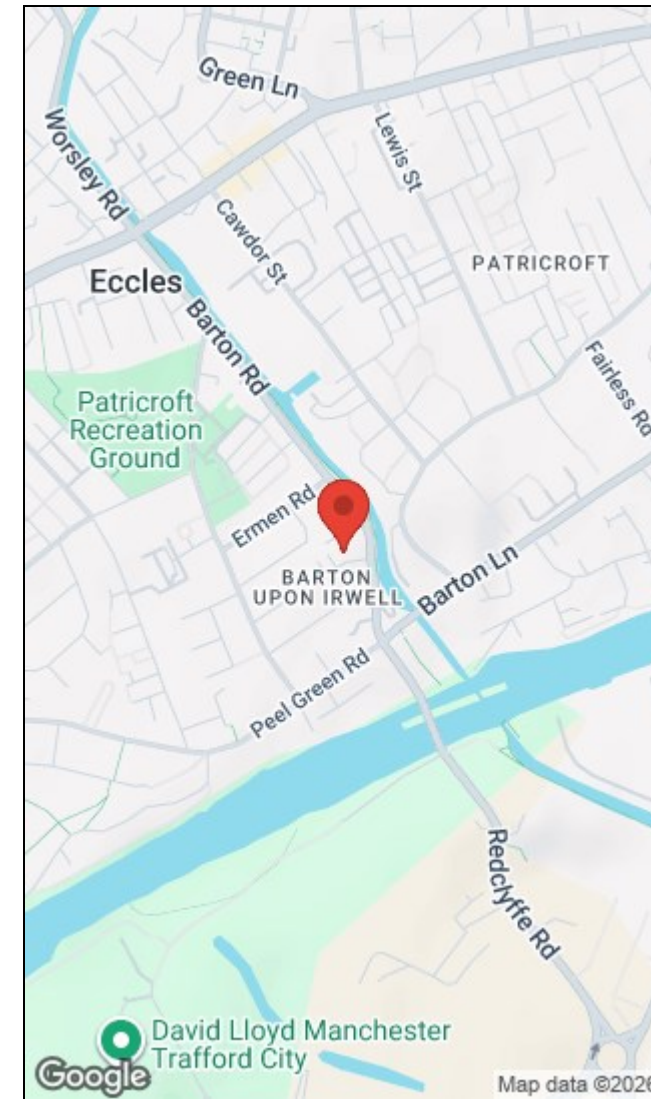 Green Ln
Lewis St
Worsley Rd
Cawdor St
PATRICROFT
Eccles
Barton Rd
Fairless Rd
Patricroft
Recreation
Ground
Ermen Rd
BARTON
UPON IRWELL
Barton Ln
Peel Green Rd
Redclyffe Rd
David Lloyd Manchester
Trafford City
Google
Map data ©2026